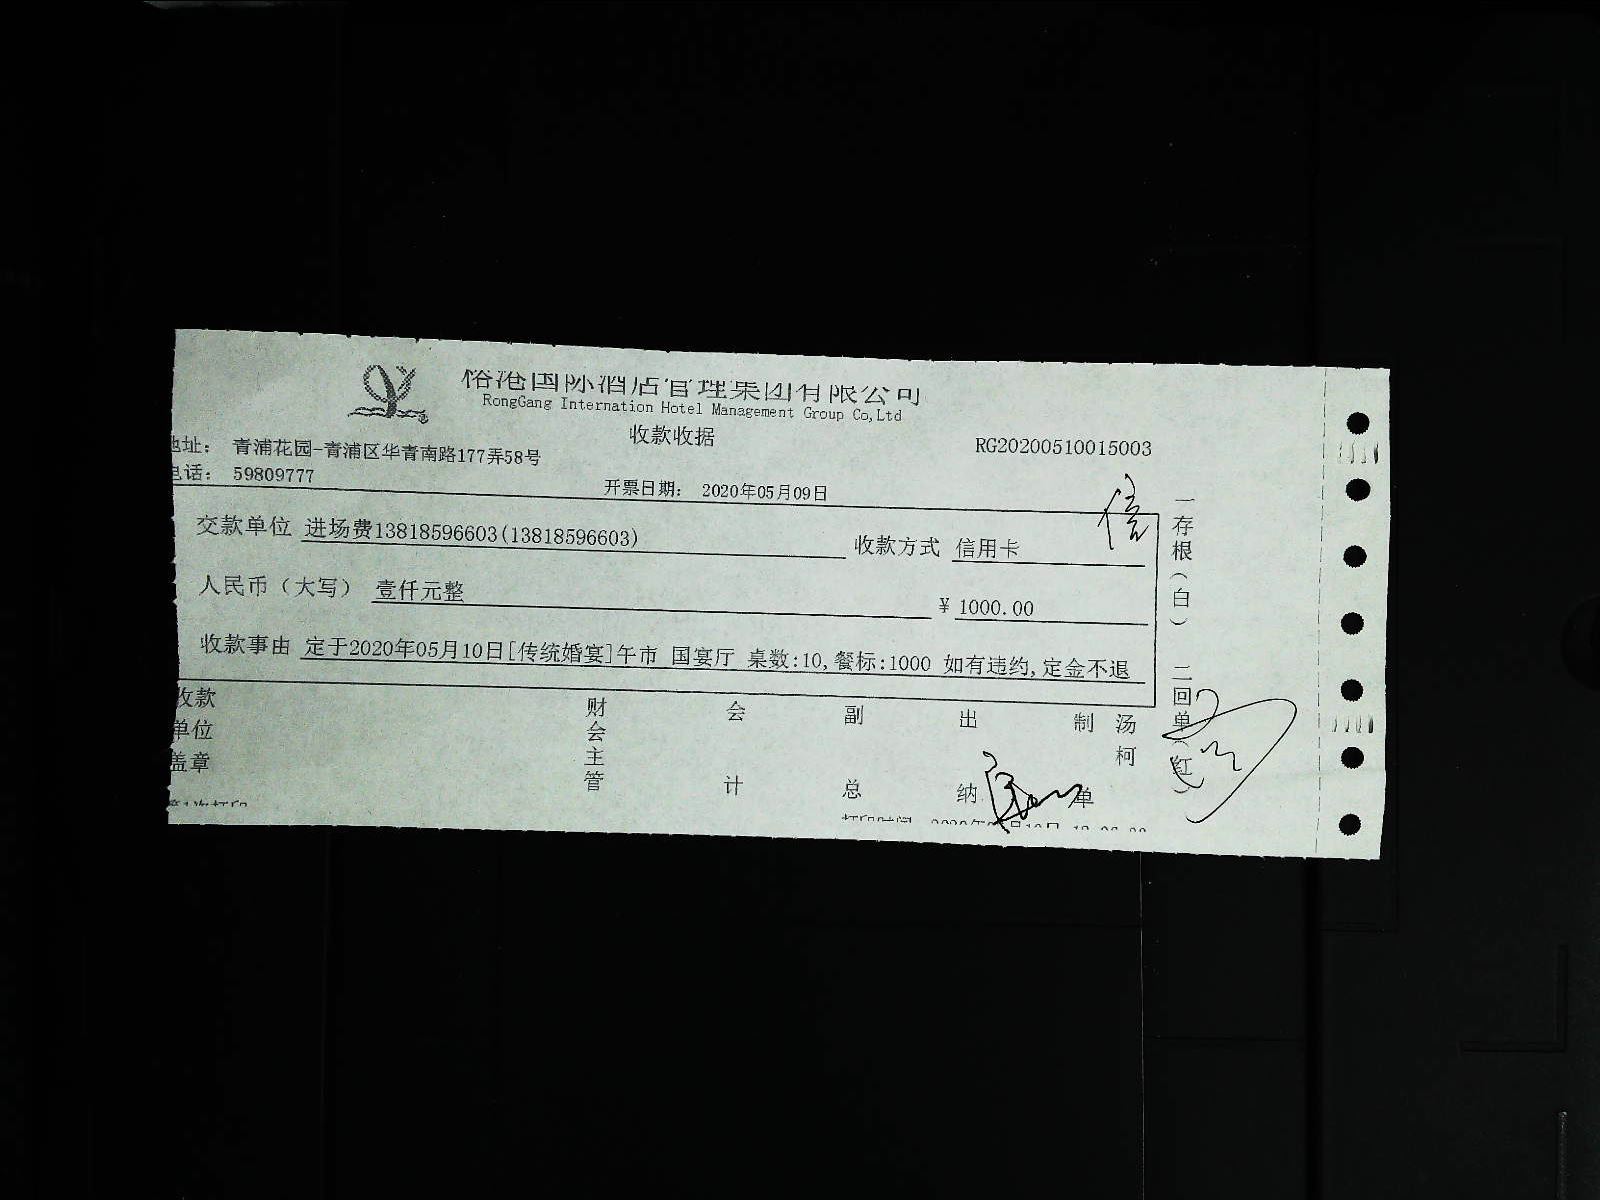 榕港国际酒店管理集团有限公司
RongGang Internation Hotel Management Group Co,Ltd
收款收据
RG20200510015003
地址: 青浦花园-青浦区华青南路177弄58号
电话: 59809777
开票日期: 2020年05月09日
信
交款单位 进场费13818596603(13818596603)
收款方式 信用卡
人民币（大写） 壹仟元整
¥ 1000.00
收款事由 定于2020年05月10日[传统婚宴]午市 国宴厅 桌数:10,餐标:1000 如有违约,定金不退
收款单位盖章
财会主管
会计
副总
出纳
制单
汤柯
一存根(白) 二回单(红)